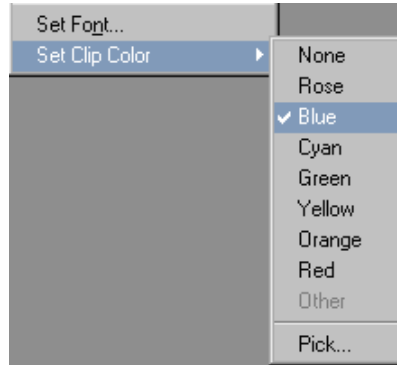 Set Font...
Set Clip Color
None
Rose
Blue
Cyan
Green
Yellow
Orange
Red
Other
Pick...